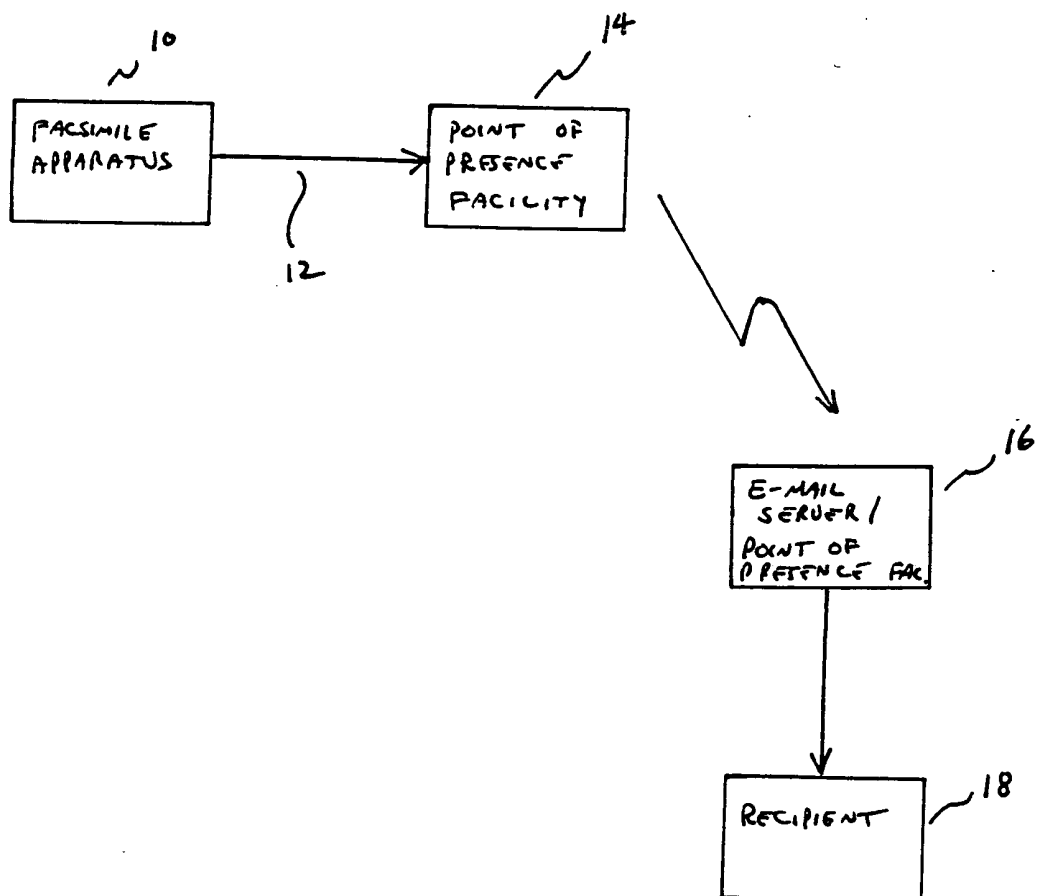 10
14
FACSIMILE
APPARATUS
POINT OF
PRESENCE
FACILITY
12
16
E-MAIL
SERVER/
POINT OF
PRESENCE FAC.
18
RECIPIENT